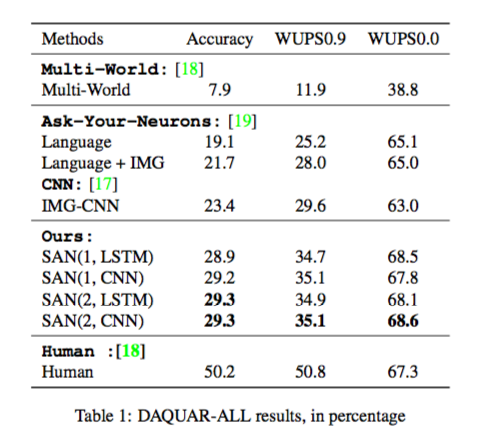 Methods Accuracy WUPS0.9 WUPS0.0
Multi-World: [18]
Multi-World 7.9 11.9 38.8
Ask-Your-Neurons: [19]
Language 19.1 25.2 65.1
Language + IMG 21.7 28.0 65.0
CNN: [17]
IMG-CNN 23.4 29.6 63.0
Ours:
SAN(1, LSTM) 28.9 34.7 68.5
SAN(1, CNN) 29.2 35.1 67.8
SAN(2, LSTM) 29.3 34.9 68.1
SAN(2, CNN) 29.3 35.1 68.6
Human :[18]
Human 50.2 50.8 67.3
Table 1: DAQUAR-ALL results, in percentage